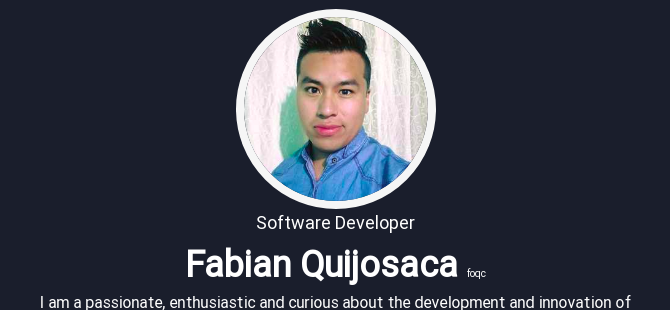 Software Developer
Fabian Quijosaca foqc
I am a passionate, enthusiastic and curious about the development and innovation of